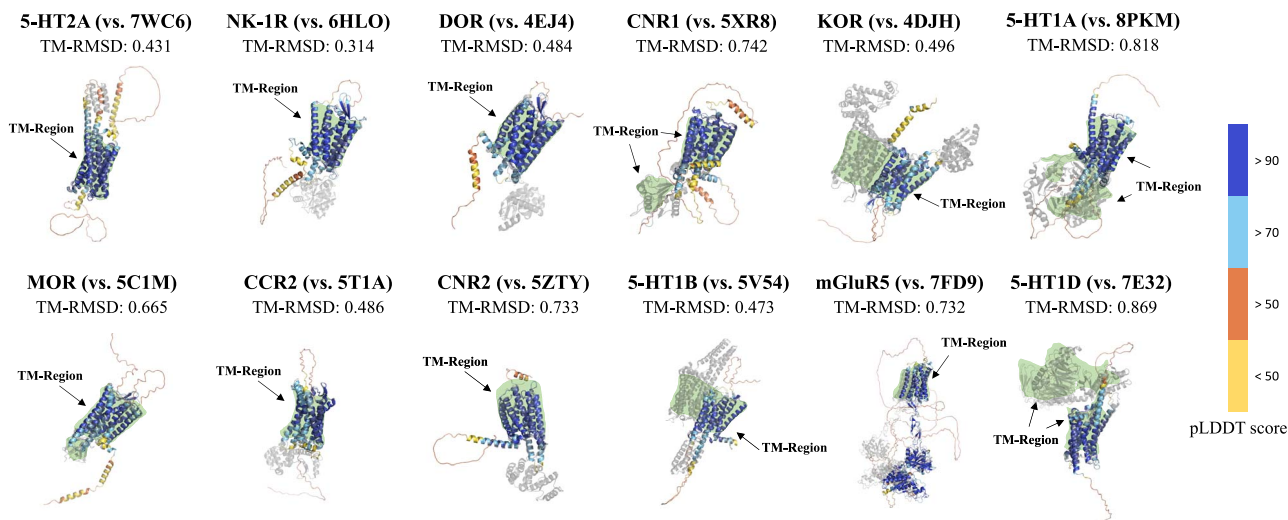 5-HT2A (vs. 7WC6)
TM-RMSD: 0.431
NK-1R (vs. 6HLO)
TM-RMSD: 0.314
DOR (vs. 4EJ4)
TM-RMSD: 0.484
CNR1 (vs. 5XR8)
TM-RMSD: 0.742
KOR (vs. 4DJH)
TM-RMSD: 0.496
5-HT1A (vs. 8PKM)
TM-RMSD: 0.818
TM-Region
TM-Region
TM-Region
TM-Region
TM-Region
TM-Region
MOR (vs. 5C1M)
TM-RMSD: 0.665
CCR2 (vs. 5T1A)
TM-RMSD: 0.486
CNR2 (vs. 5ZTY)
TM-RMSD: 0.733
5-HT1B (vs. 5V54)
TM-RMSD: 0.473
mGluR5 (vs. 7FD9)
TM-RMSD: 0.732
5-HT1D (vs. 7E32)
TM-RMSD: 0.869
TM-Region
TM-Region
TM-Region
TM-Region
TM-Region
TM-Region
> 90
> 70
> 50
< 50
pLDDT score